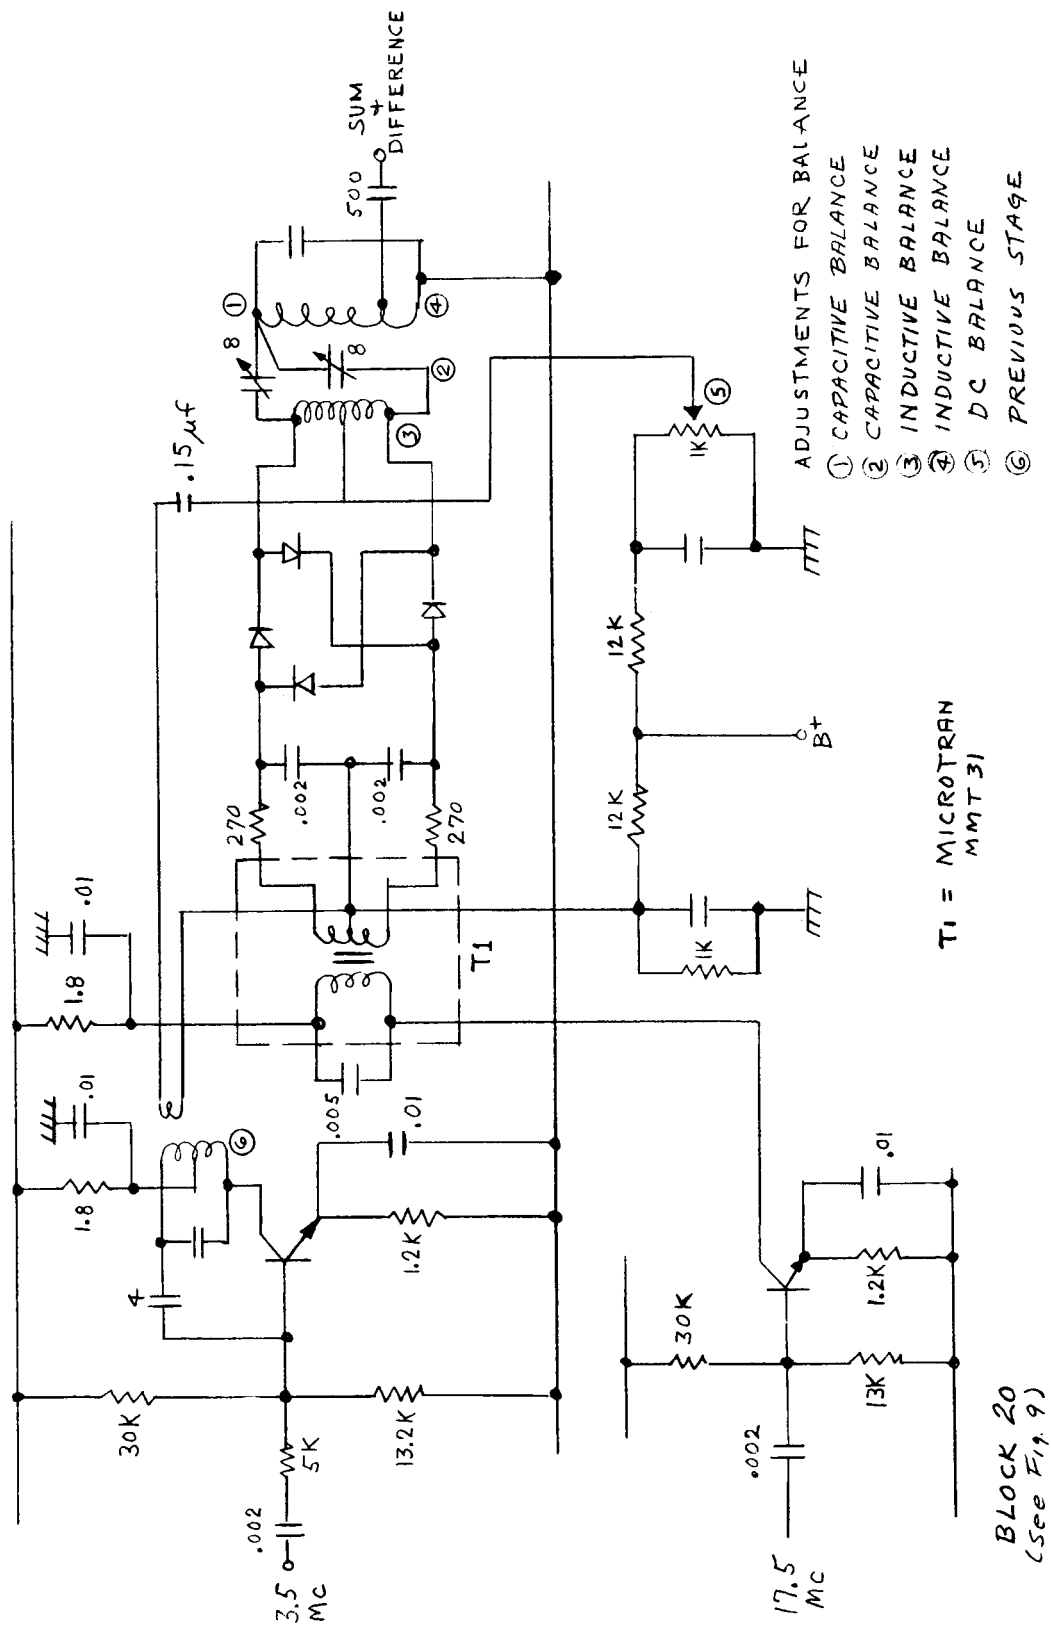 3.5
MC
.002
5K
30K
13.2K
4
1.8
.01
⑥
1.2K
.01
1.8
.01
.005
T1
270
270
.002
.002
.15 μf
8
8
①
②
③
④
500
SUM
+
DIFFERENCE
17.5
MC
.002
30K
13K
1.2K
.01
1K
12K
B+
12K
1K
⑤
T1 = MICROTRAN
MMT 31
ADJUSTMENTS FOR BALANCE
① CAPACITIVE BALANCE
② CAPACITIVE BALANCE
③ INDUCTIVE BALANCE
④ INDUCTIVE BALANCE
⑤ DC BALANCE
⑥ PREVIOUS STAGE
BLOCK 20
(See Fig. 9)